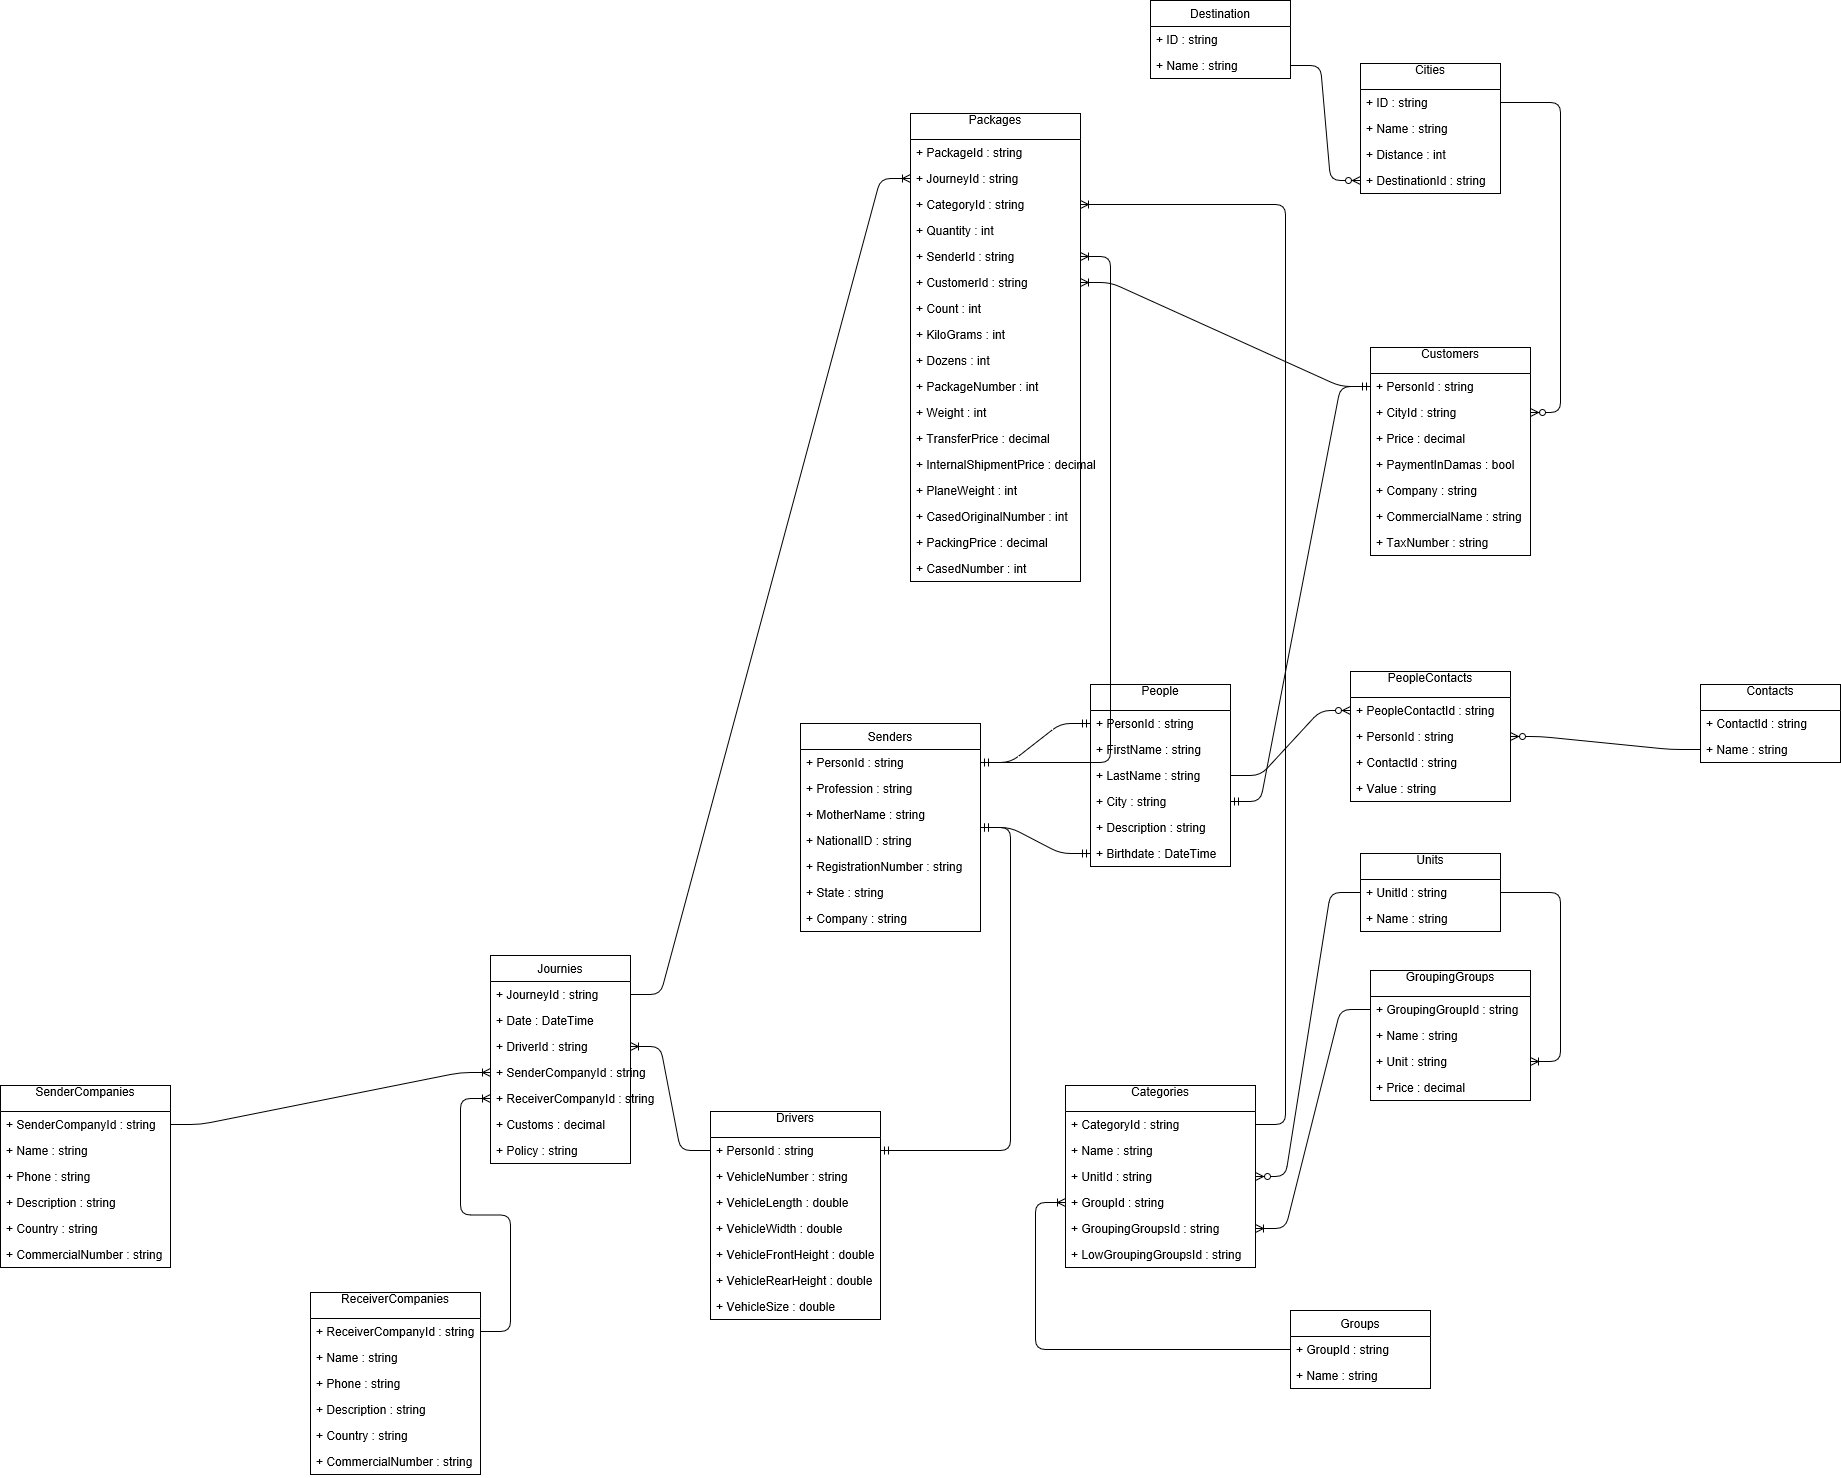 Destination
+ ID : string
+ Name : string
Cities
+ ID : string
+ Name : string
+ Distance : int
+ DestinationId : string
Packages
+ PackageId : string
+ JourneyId : string
+ CategoryId : string
+ Quantity : int
+ SenderId : string
+ CustomerId : string
+ Count : int
+ KiloGrams : int
+ Dozens : int
+ PackageNumber : int
+ Weight : int
+ TransferPrice : decimal
+ InternalShipmentPrice : decimal
+ PlaneWeight : int
+ CasedOriginalNumber : int
+ PackingPrice : decimal
+ CasedNumber : int
Customers
+ PersonId : string
+ CityId : string
+ Price : decimal
+ PaymentInDamas : bool
+ Company : string
+ CommercialName : string
+ TaxNumber : string
People
+ PersonId : string
+ FirstName : string
+ LastName : string
+ City : string
+ Description : string
+ Birthdate : DateTime
PeopleContacts
+ PeopleContactId : string
+ PersonId : string
+ ContactId : string
+ Value : string
Contacts
+ ContactId : string
+ Name : string
Senders
+ PersonId : string
+ Profession : string
+ MotherName : string
+ NationalID : string
+ RegistrationNumber : string
+ State : string
+ Company : string
Units
+ UnitId : string
+ Name : string
GroupingGroups
+ GroupingGroupId : string
+ Name : string
+ Unit : string
+ Price : decimal
Journies
+ JourneyId : string
+ Date : DateTime
+ DriverId : string
+ SenderCompanyId : string
+ ReceiverCompanyId : string
+ Customs : decimal
+ Policy : string
SenderCompanies
+ SenderCompanyId : string
+ Name : string
+ Phone : string
+ Description : string
+ Country : string
+ CommercialNumber : string
Drivers
+ PersonId : string
+ VehicleNumber : string
+ VehicleLength : double
+ VehicleWidth : double
+ VehicleFrontHeight : double
+ VehicleRearHeight : double
+ VehicleSize : double
Categories
+ CategoryId : string
+ Name : string
+ UnitId : string
+ GroupId : string
+ GroupingGroupsId : string
+ LowGroupingGroupsId : string
ReceiverCompanies
+ ReceiverCompanyId : string
+ Name : string
+ Phone : string
+ Description : string
+ Country : string
+ CommercialNumber : string
Groups
+ GroupId : string
+ Name : string